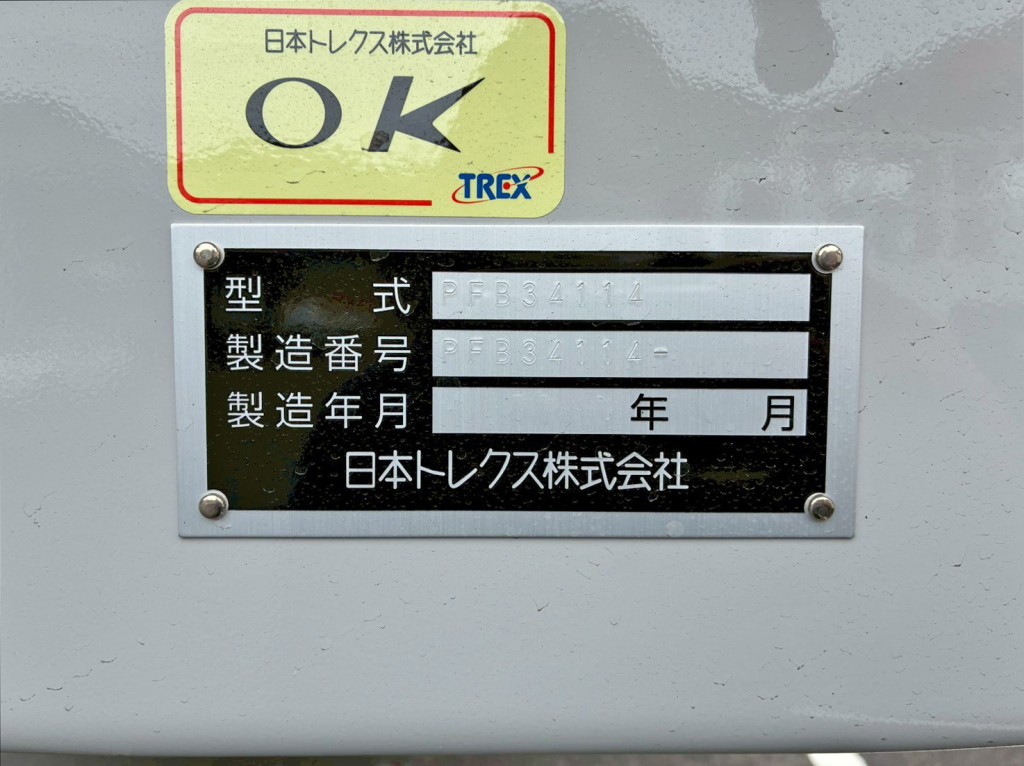 日本トレクス株式会社
OK
TREX
型式 PFB34114
製造番号 PFB34114-
製造年月 年 月
日本トレクス株式会社